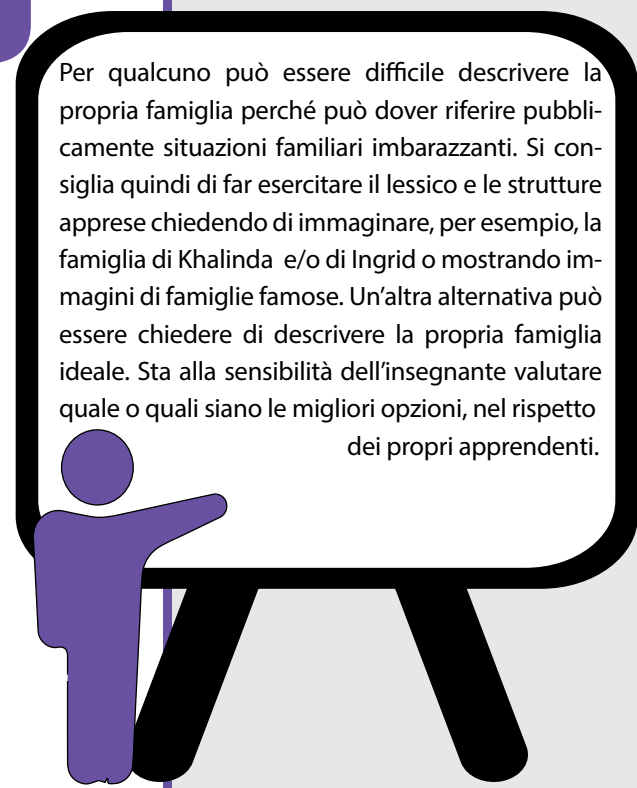 Per qualcuno può essere difficile descrivere la
propria famiglia perché può dover riferire pubbli-
camente situazioni familiari imbarazzanti. Si con-
siglia quindi di far esercitare il lessico e le strutture
apprese chiedendo di immaginare, per esempio, la
famiglia di Khalinda e/o di Ingrid o mostrando im-
magini di famiglie famose. Un'altra alternativa può
essere chiedere di descrivere la propria famiglia
ideale. Sta alla sensibilità dell'insegnante valutare
quale o quali siano le migliori opzioni, nel rispetto
dei propri apprendenti.